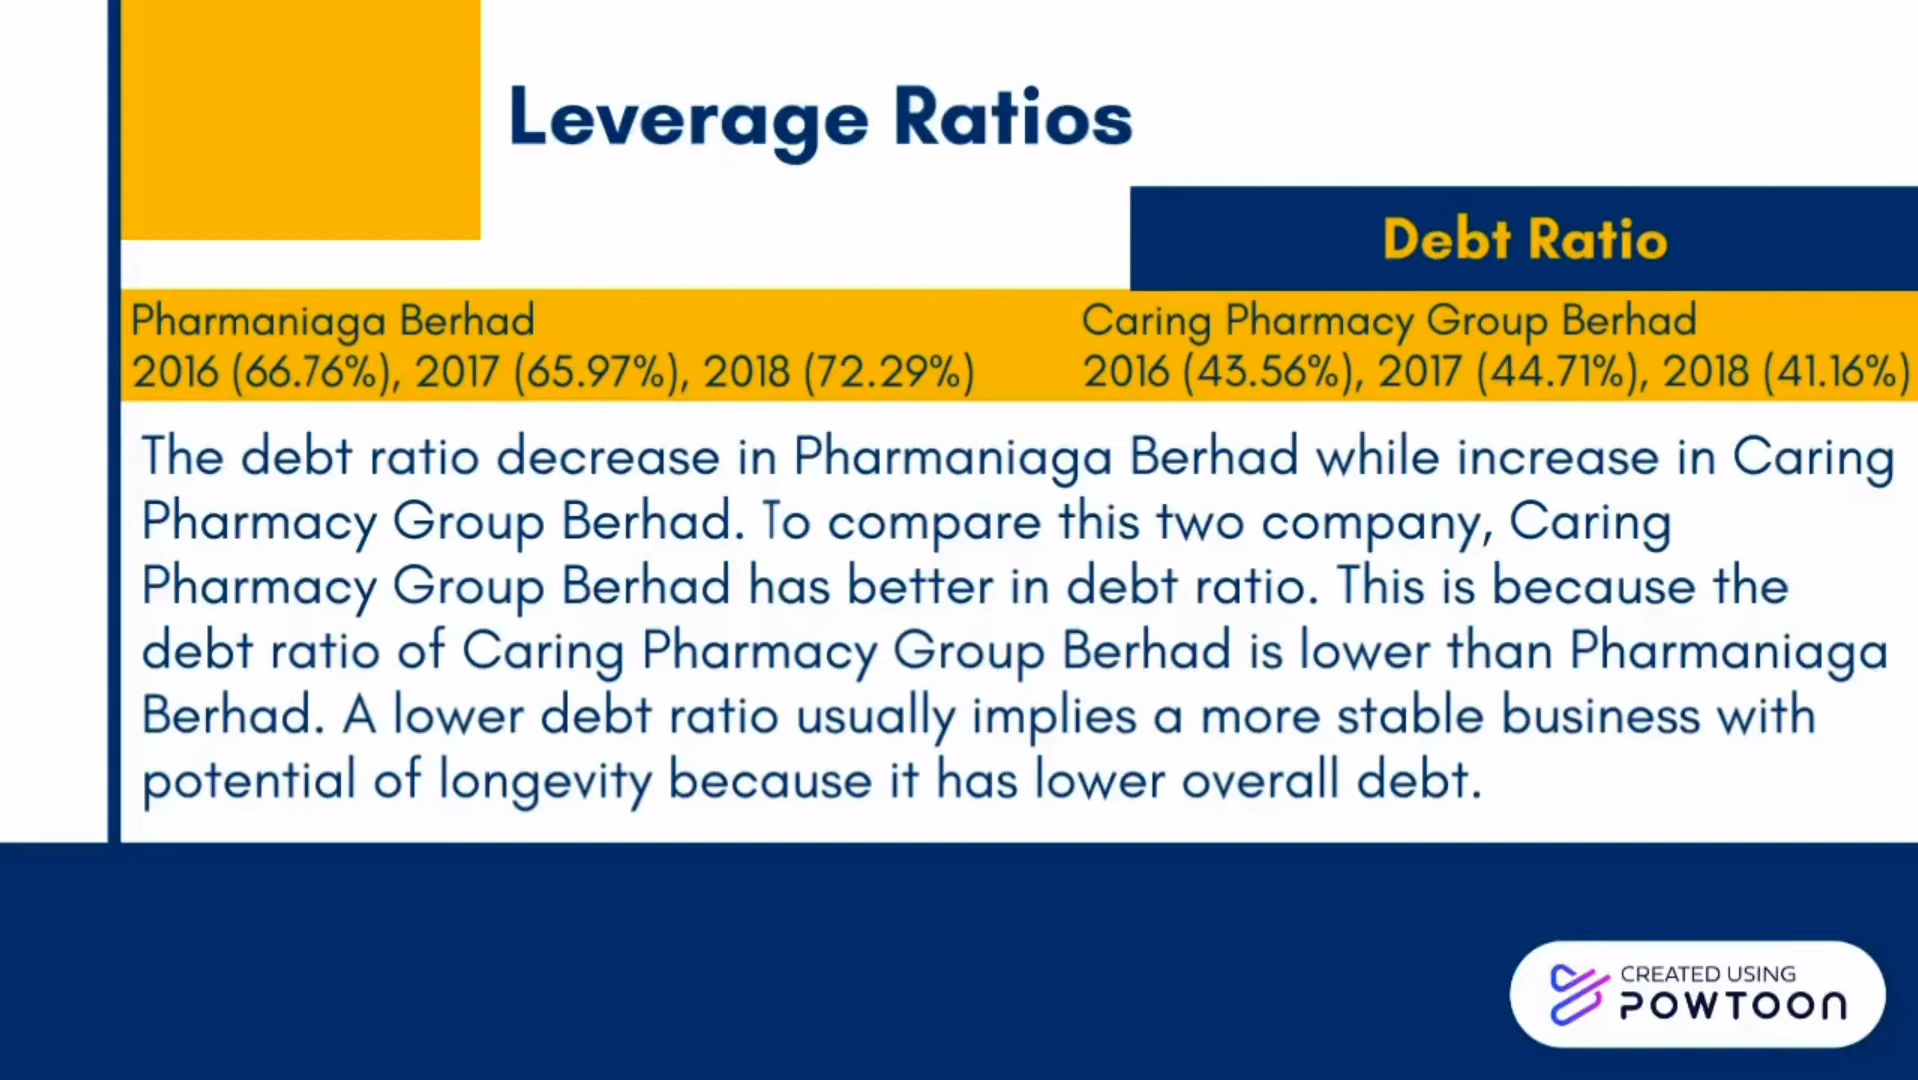 Leverage Ratios
Debt Ratio
Pharmaniaga Berhad
2016 (66.76%), 2017 (65.97%), 2018 (72.29%)
Caring Pharmacy Group Berhad
2016 (43.56%), 2017 (44.71%), 2018 (41.16%)
The debt ratio decrease in Pharmaniaga Berhad while increase in Caring
Pharmacy Group Berhad. To compare this two company, Caring
Pharmacy Group Berhad has better in debt ratio. This is because the
debt ratio of Caring Pharmacy Group Berhad is lower than Pharmaniaga
Berhad. A lower debt ratio usually implies a more stable business with
potential of longevity because it has lower overall debt.
CREATED USING
POWTOON